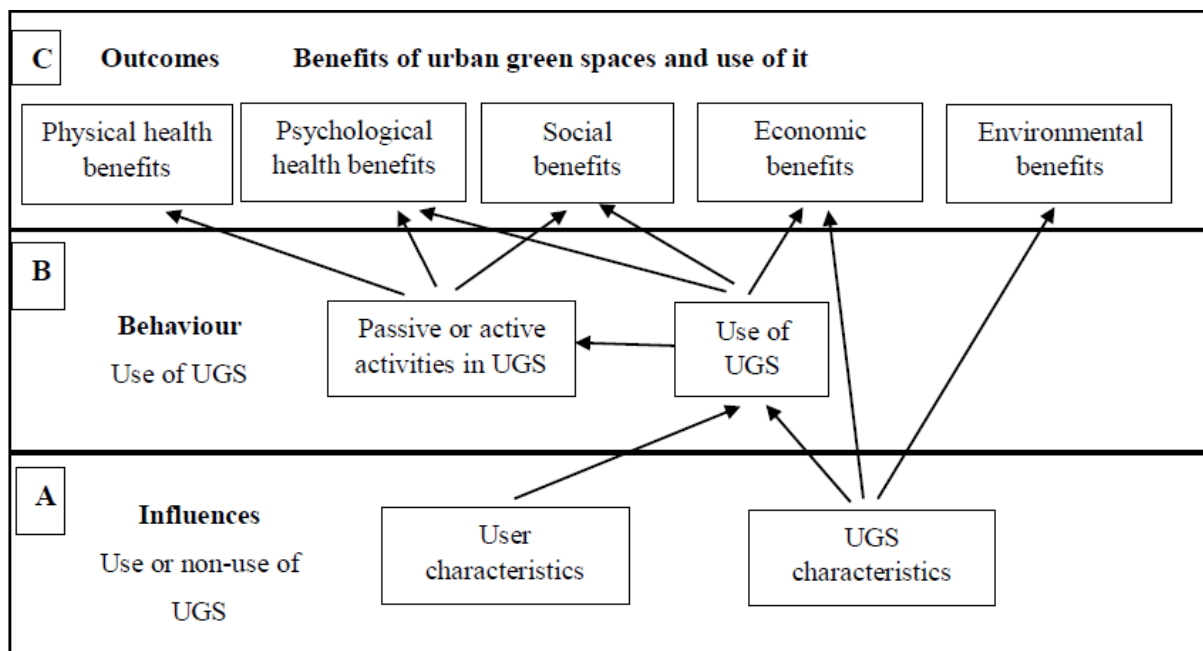 C Outcomes Benefits of urban green spaces and use of it
Physical health
benefits
Psychological
health benefits
Social
benefits
Economic
benefits
Environmental
benefits
B
Behaviour
Use of UGS
Passive or active
activities in UGS
Use of
UGS
A
Influences
Use or non-use of
UGS
User
characteristics
UGS
characteristics